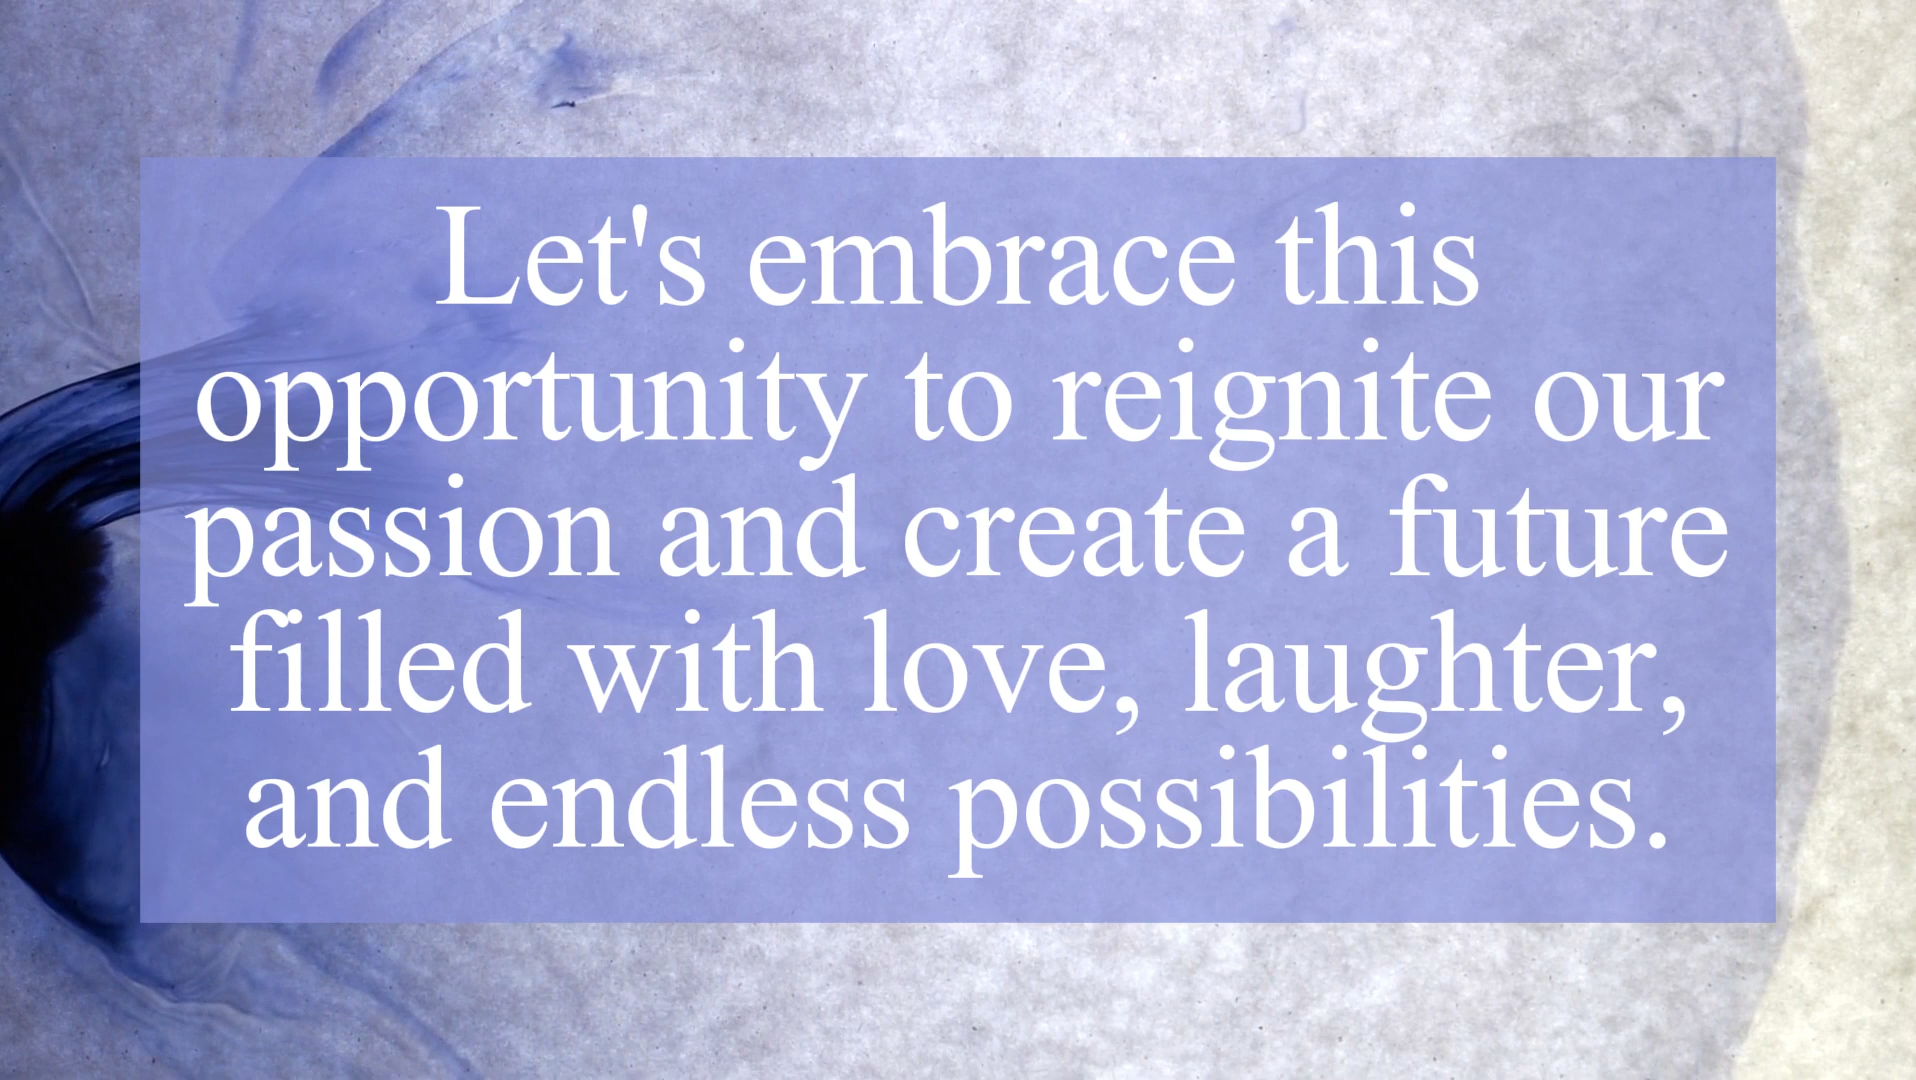 Let's embrace this
opportunity to reignite our
passion and create a future
filled with love, laughter,
and endless possibilities.